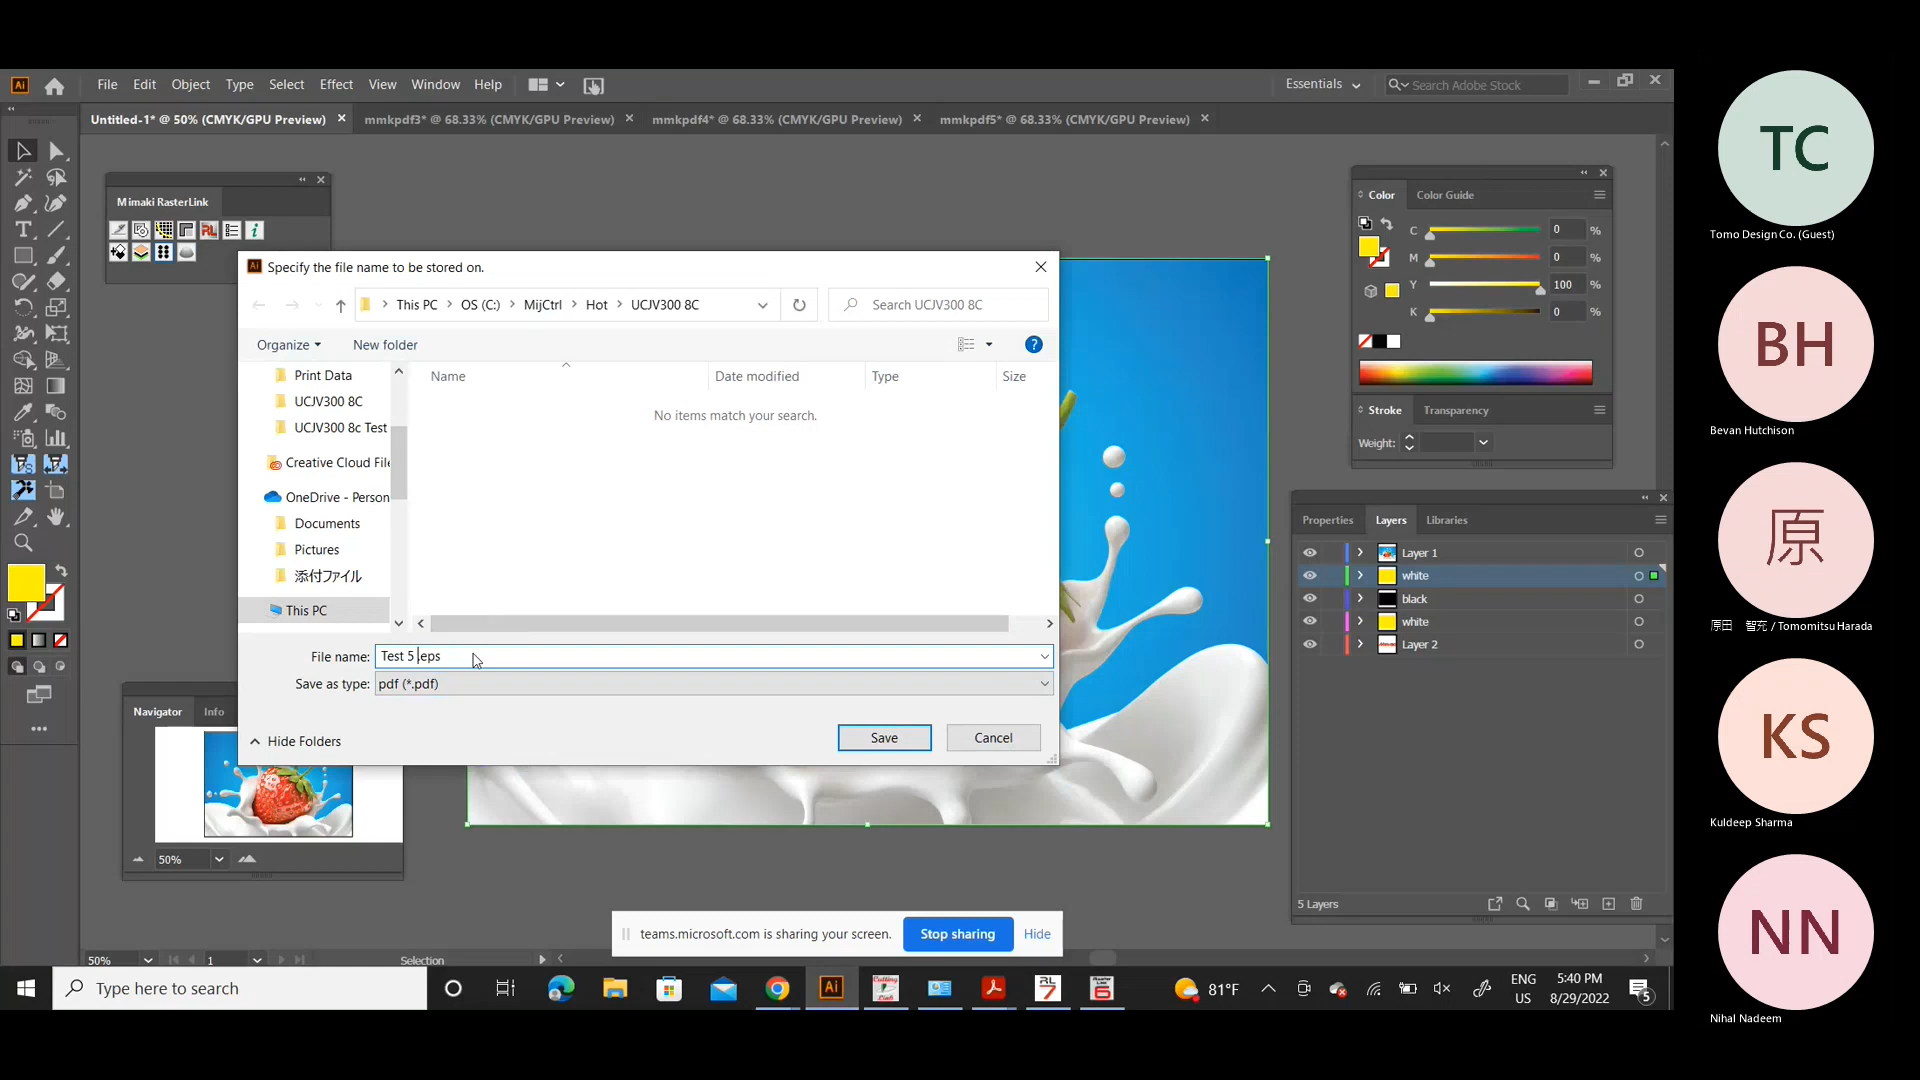 Ai File Edit Object Type Select Effect View Window Help Essentials Search Adobe Stock
Untitled-1* @ 50% (CMYK/GPU Preview) mmkpdf3* @ 68.33% (CMYK/GPU Preview) mmkpdf4* @ 68.33% (CMYK/GPU Preview) mmkpdf5* @ 68.33% (CMYK/GPU Preview)
Mimaki RasterLink
Specify the file name to be stored on.
This PC > OS (C:) > MijCtrl > Hot > UCJV300 8C
Search UCJV300 8C
Organize New folder
Name Date modified Type Size
No items match your search.
Print Data
UCJV300 8C
UCJV300 8c Test
Creative Cloud File
OneDrive - Person
Documents
Pictures
添付ファイル
This PC
File name: Test 5 .eps
Save as type: pdf (*.pdf)
Hide Folders Save Cancel
Navigator Info
50%
Color Color Guide
C 0 %
M 0 %
Y 100 %
K 0 %
Stroke Transparency
Weight:
Properties Layers Libraries
Layer 1
white
black
white
Layer 2
5 Layers
teams.microsoft.com is sharing your screen. Stop sharing Hide
50% 1 Selection
Type here to search
81°F
ENG
US
5:40 PM
8/29/2022
5
TC
Tomo Design Co. (Guest)
BH
Bevan Hutchison
原
原田 智充 / Tomomitsu Harada
KS
Kuldeep Sharma
NN
Nihal Nadeem